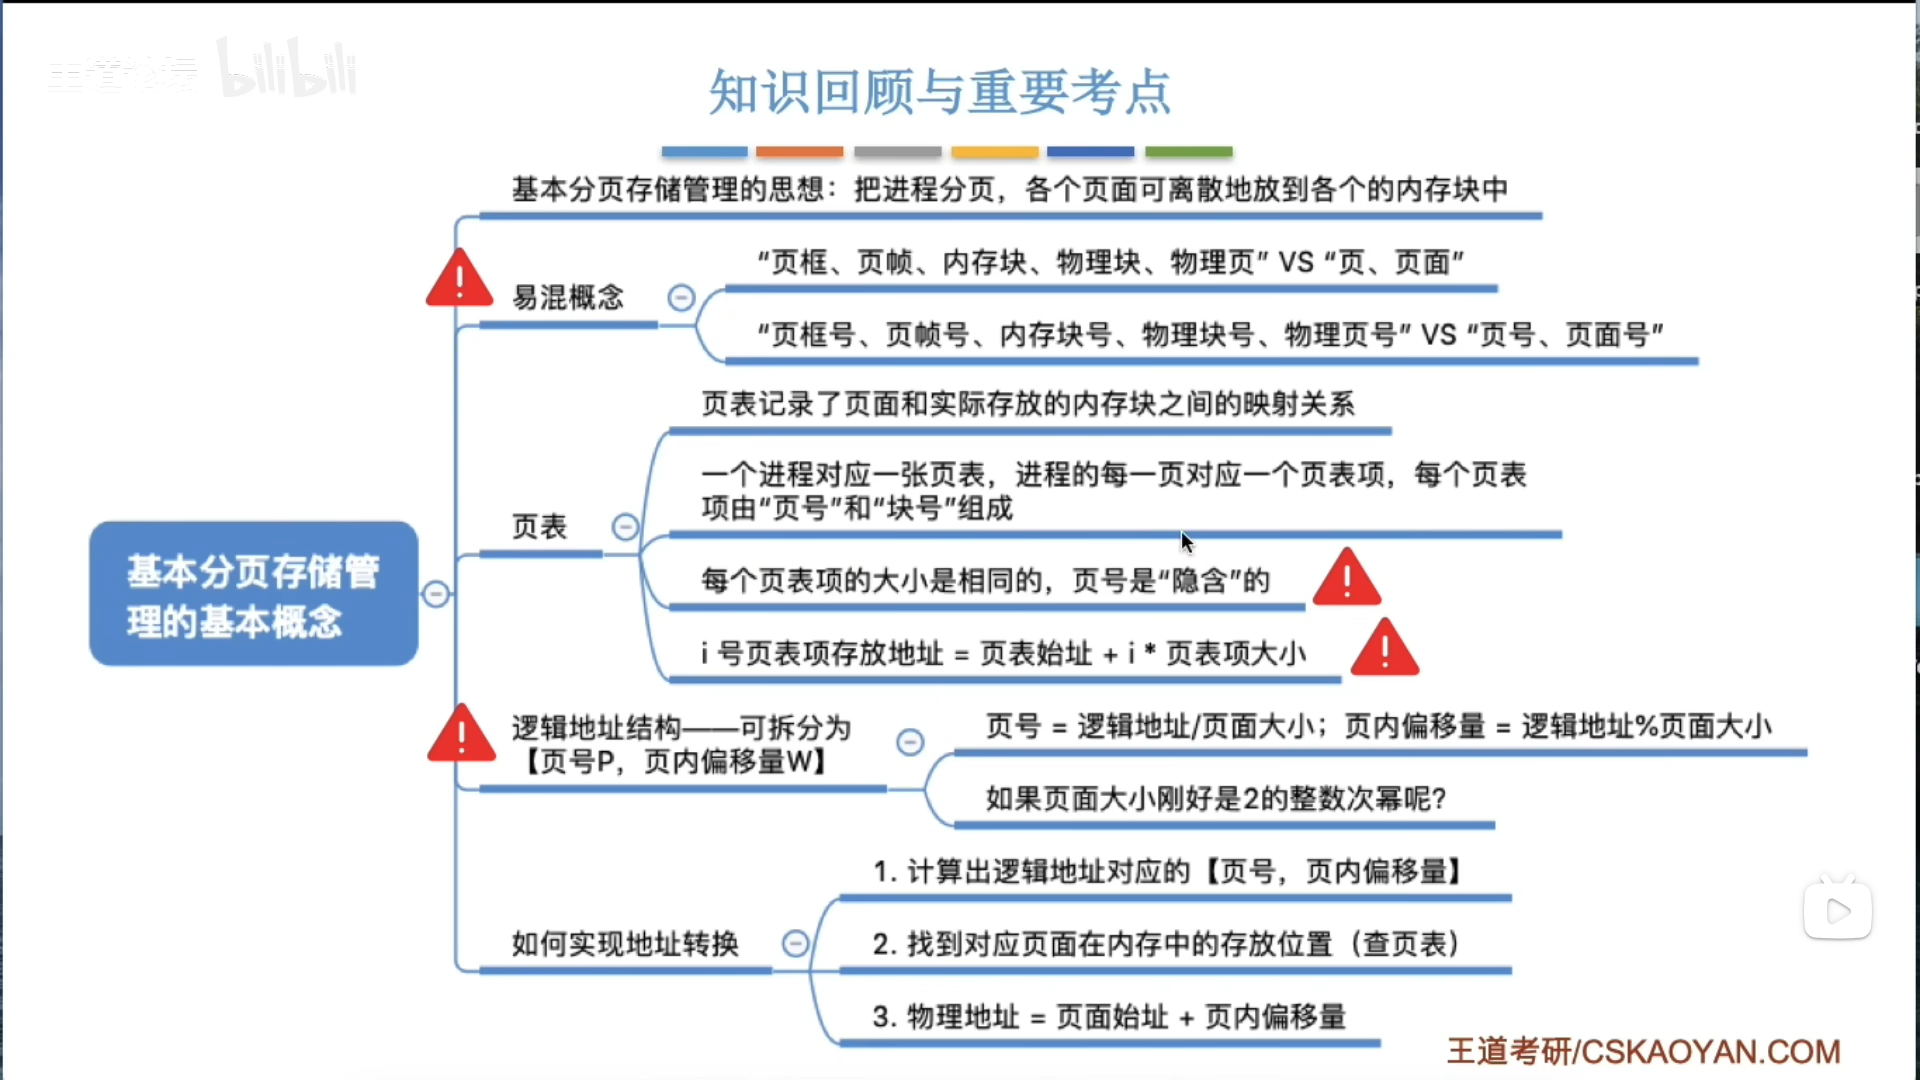 王道论坛 bilibili
知识回顾与重要考点
基本分页存储管理的思想：把进程分页，各个页面可离散地放到各个的内存块中
易混概念
“页框、页帧、内存块、物理块、物理页” VS “页、页面”
“页框号、页帧号、内存块号、物理块号、物理页号” VS “页号、页面号”
页表记录了页面和实际存放的内存块之间的映射关系
一个进程对应一张页表，进程的每一页对应一个页表项，每个页表
项由“页号”和“块号”组成
页表
每个页表项的大小是相同的，页号是“隐含”的
i 号页表项存放地址 = 页表始址 + i * 页表项大小
基本分页存储管
理的基本概念
逻辑地址结构——可拆分为
【页号P，页内偏移量W】
页号 = 逻辑地址/页面大小；页内偏移量 = 逻辑地址%页面大小
如果页面大小刚好是2的整数次幂呢?
如何实现地址转换
1. 计算出逻辑地址对应的【页号，页内偏移量】
2. 找到对应页面在内存中的存放位置（查页表）
3. 物理地址 = 页面始址 + 页内偏移量
王道考研/CSKAOYAN.COM